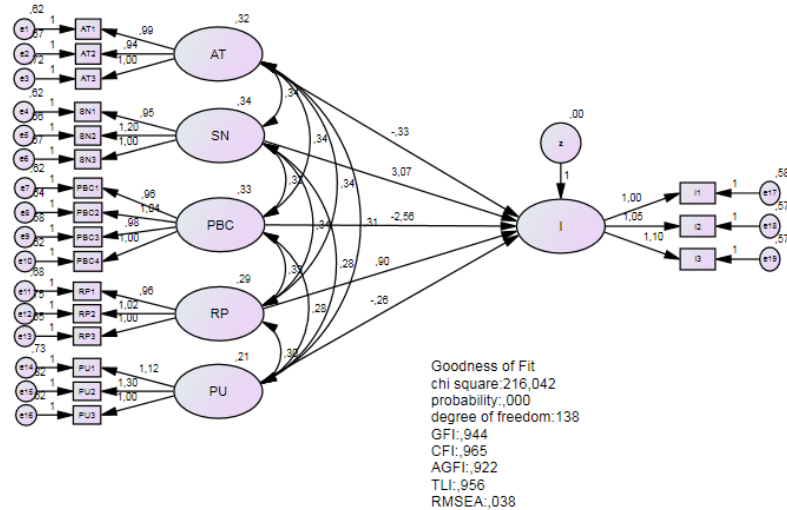 ,62
e1
1
AT1
,99
,32
e2
1
AT2
,94
AT
,72
e3
1
AT3
1,00
,62
,34
,34
e4
1
SN1
,95
e5
1
SN2
1,20
SN
,34
-,33
,00
z
,67
e6
1
SN3
1,00
3,07
1
,62
,33
,34
e7
1
PBC1
,96
,58
1,00
I1
1
e17
,64
e8
1
PBC2
1,04
PBC
,31
-2,56
I
1,05
I2
1
,57
e18
,68
e9
1
PBC3
,98
,34
1,10
I3
1
,57
e19
,62
e10
1
PBC4
1,00
,28
,90
,68
,29
e11
1
RP1
,96
,75
e12
1
RP2
1,02
RP
,28
-,26
e13
1
RP3
1,00
,73
,21
e14
1
PU1
1,12
e15
1
PU2
1,30
PU
e16
1
PU3
1,00
Goodness of Fit
chi square:216,042
probability:,000
degree of freedom:138
GFI:,944
CFI:,965
AGFI:,922
TLI:,956
RMSEA:,038